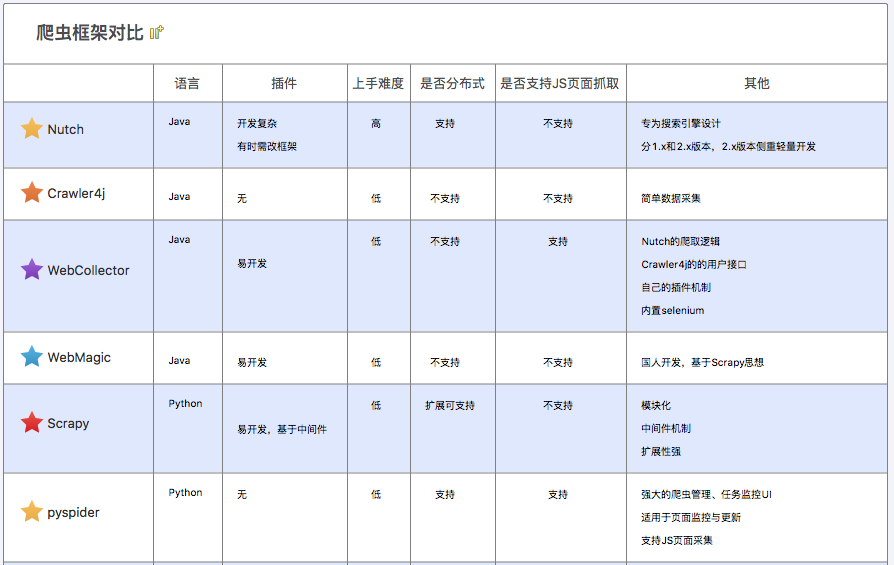 爬虫框架对比
语言 插件 上手难度 是否分布式 是否支持JS页面抓取 其他
Nutch Java 开发复杂 高 支持 不支持 专为搜索引擎设计
有时需改框架 分1.x和2.x版本，2.x版本侧重轻量开发
Crawler4j Java 无 低 不支持 不支持 简单数据采集
WebCollector Java 易开发 低 不支持 支持 Nutch的爬取逻辑
Crawler4j的的用户接口
自己的插件机制
内置selenium
WebMagic Java 易开发 低 不支持 不支持 国人开发，基于Scrapy思想
Scrapy Python 易开发，基于中间件 低 扩展可支持 不支持 模块化
中间件机制
扩展性强
pyspider Python 无 低 支持 支持 强大的爬虫管理、任务监控UI
适用于页面监控与更新
支持JS页面采集